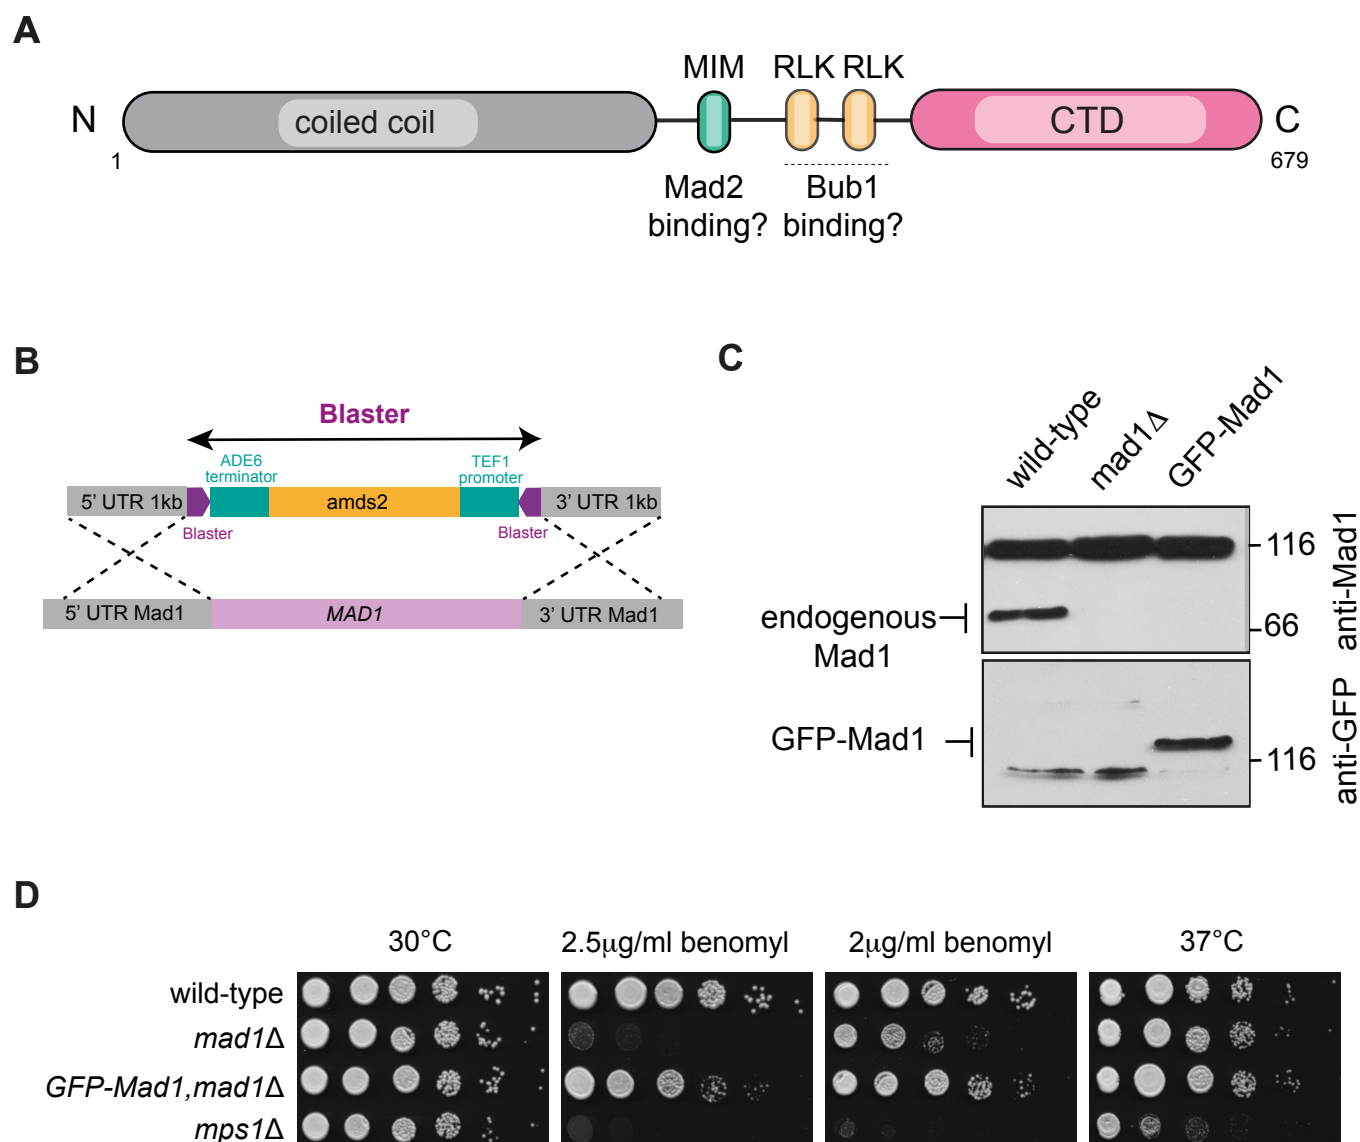 A
MIM
RLK RLK
N
coiled coil
CTD
C
1
679
Mad2
binding?
Bub1
binding?
B
Blaster
ADE6
terminator
TEF1
promoter
5' UTR 1kb
amds2
3' UTR 1kb
Blaster
Blaster
5' UTR Mad1
MAD1
3' UTR Mad1
C
wild-type
mad1Δ
GFP-Mad1
116
66
anti-Mad1
endogenous
Mad1
GFP-Mad1
116
anti-GFP
D
30°C
2.5μg/ml benomyl
2μg/ml benomyl
37°C
wild-type
mad1Δ
GFP-Mad1,mad1Δ
mps1Δ